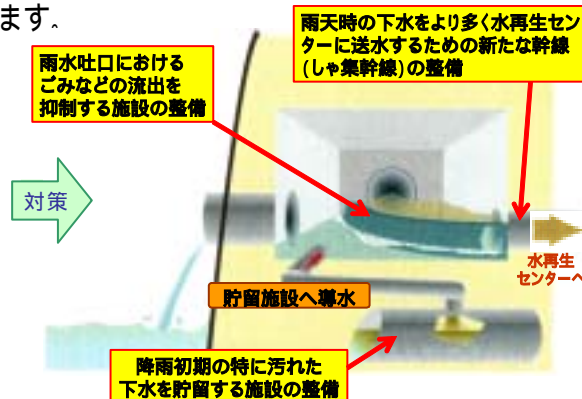 ます。
雨天時の下水をより多く水再生セン
ターに送水するための新たな幹線
(しゃ集幹線)の整備
雨水吐口における
ごみなどの流出を
抑制する施設の整備
対策
水再生
センターへ
貯留施設へ導水
降雨初期の特に汚れた
下水を貯留する施設の整備